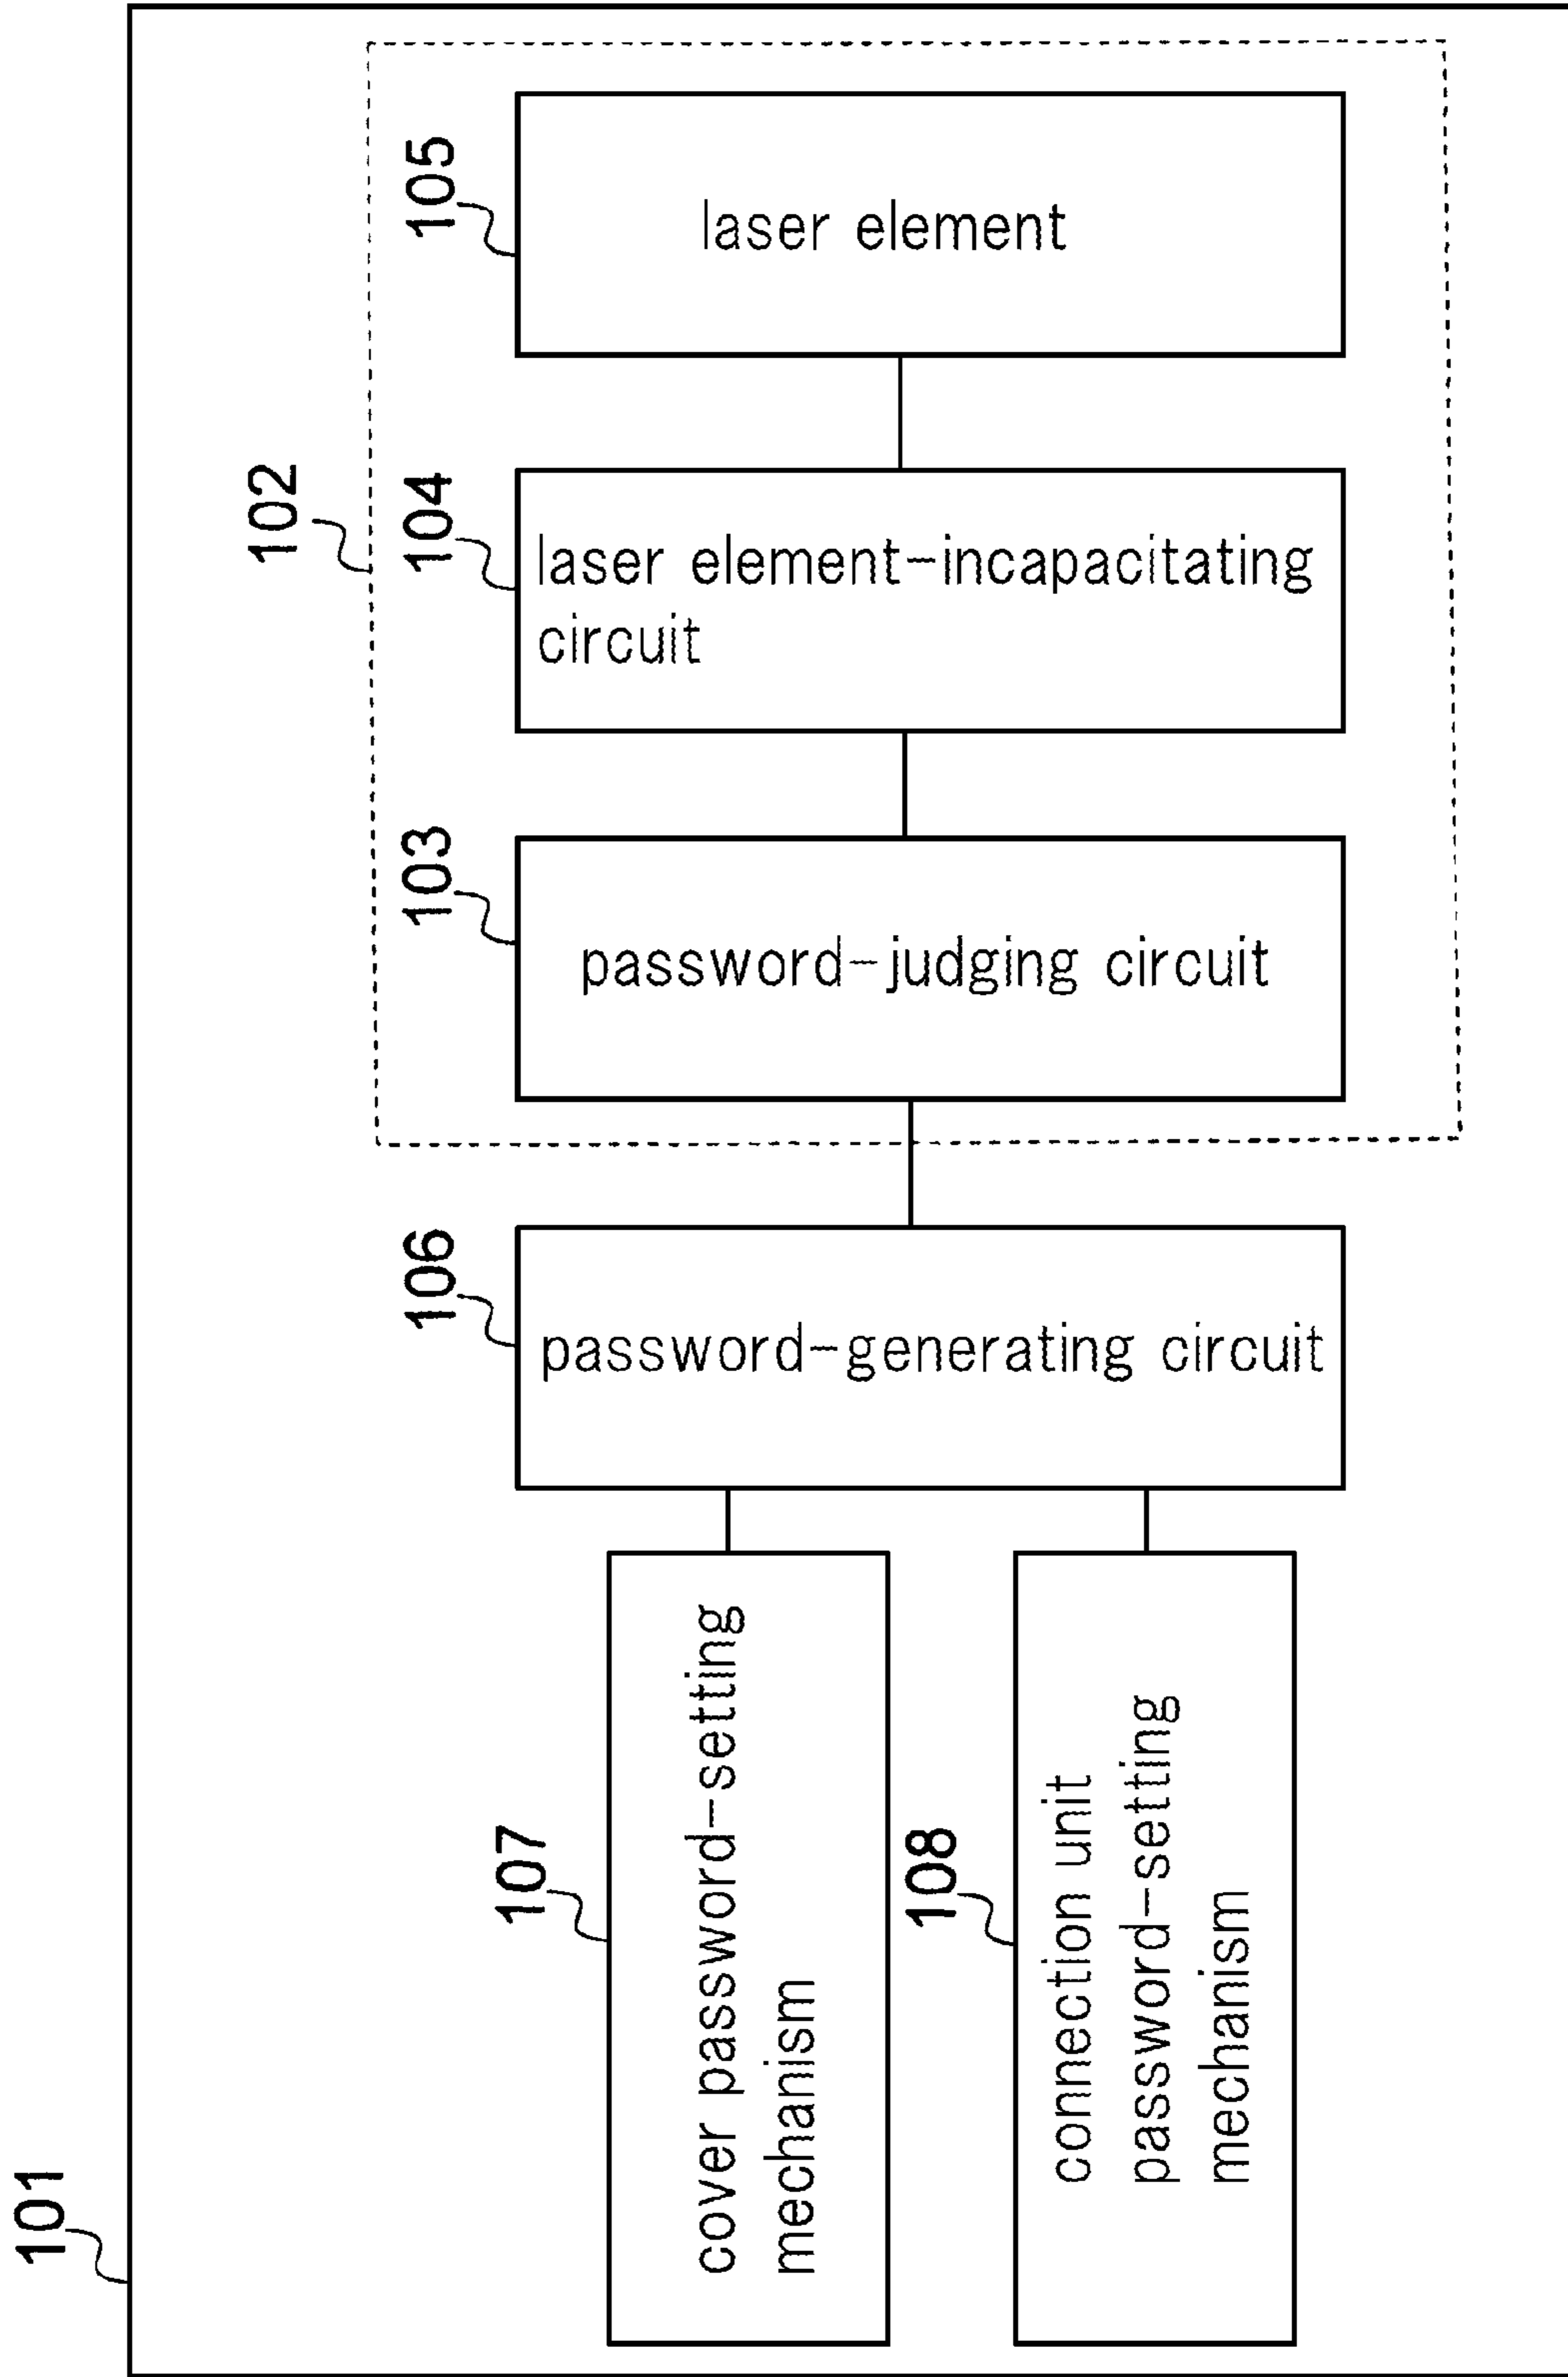 101
102
105
laser element
104
laser element-incapacitating
circuit
103
password-judging circuit
106
password-generating circuit
107
cover password-setting
mechanism
108
connection unit
password-setting
mechanism